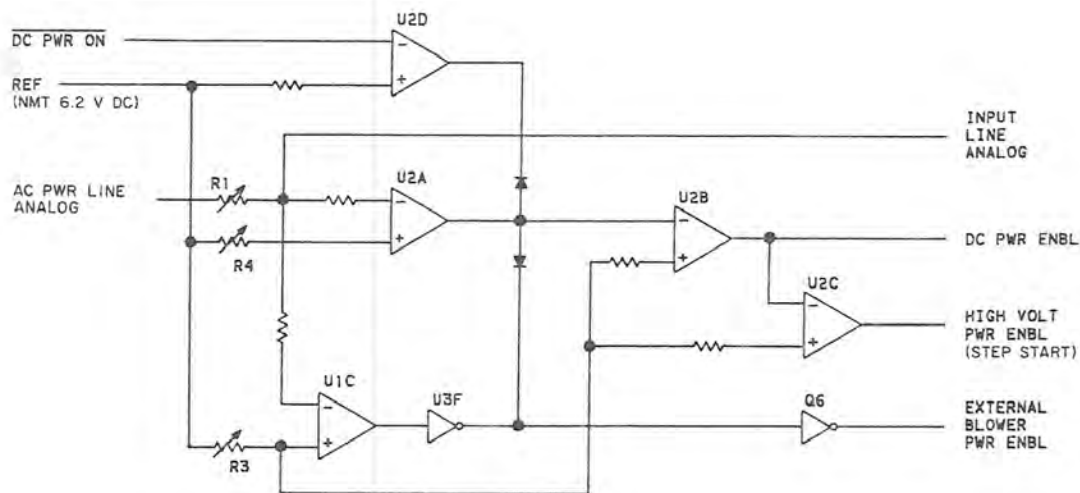 U2D
DC PWR ON
REF
(NMT 6.2 V DC)
INPUT
LINE
ANALOG
AC PWR LINE
ANALOG
R1
U2A
R4
U2B
DC PWR ENBL
U2C
HIGH VOLT
PWR ENBL
(STEP START)
U1C
U3F
Q6
R3
EXTERNAL
BLOWER
PWR ENBL